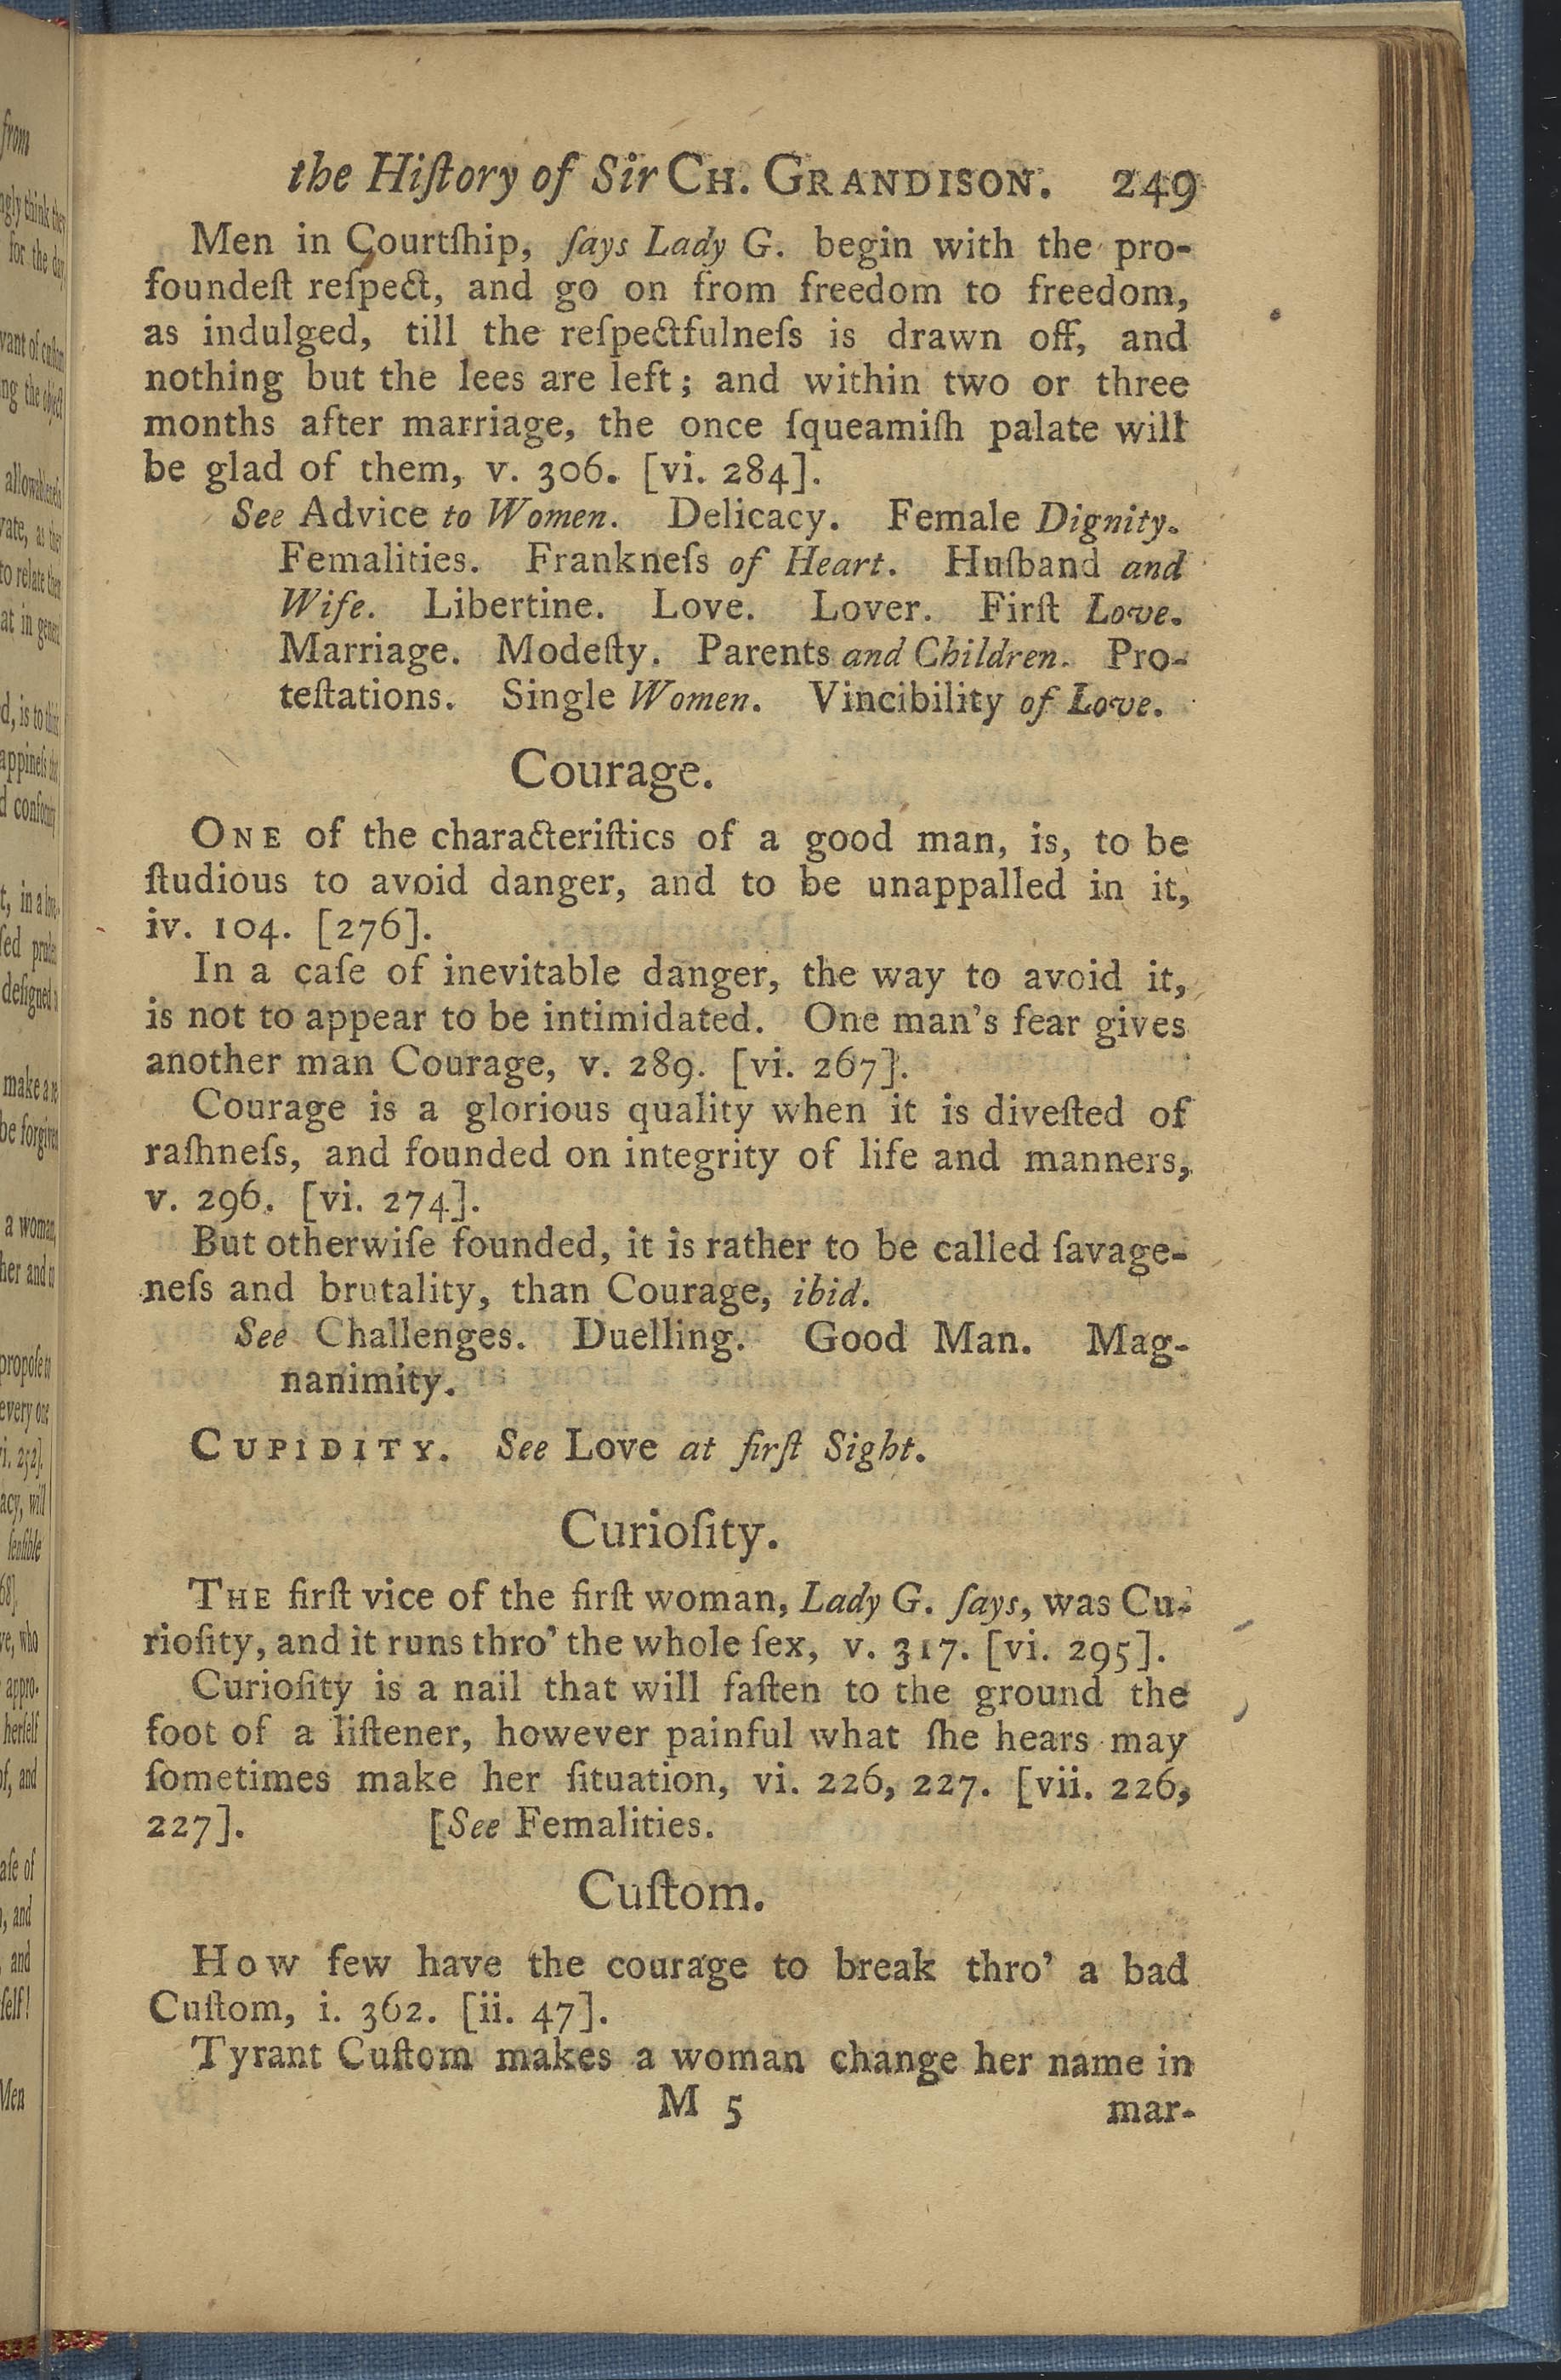 the Hiſtory of Sir CH. GRANDISON. 249
Men in Courtſhip, ſays Lady G. begin with the pro-
foundeſt reſpect, and go on from freedom to freedom,
as indulged, till the reſpectfulneſs is drawn off, and
nothing but the lees are left; and within two or three
months after marriage, the once ſqueamiſh palate will
be glad of them, v. 306. [vi. 284].
See Advice to Women. Delicacy. Female Dignity.
Femalities. Frankneſs of Heart. Huſband and
Wife. Libertine. Love. Lover. Firſt Love.
Marriage. Modeſty. Parents and Children. Pro-
teſtations. Single Women. Vincibility of Love.
Courage.
ONE of the characteriſtics of a good man, is, to be
ſtudious to avoid danger, and to be unappalled in it,
iv. 104. [276].
In a caſe of inevitable danger, the way to avoid it,
is not to appear to be intimidated. One man's fear gives
another man Courage, v. 289. [vi. 267].
Courage is a glorious quality when it is diveſted of
raſhneſs, and founded on integrity of life and manners,
v. 296. [vi. 274].
But otherwiſe founded, it is rather to be called ſavage-
neſs and brutality, than Courage, ibid.
See Challenges. Duelling. Good Man. Mag-
nanimity.
CUPIDITY. See Love at firſt Sight.
Curioſity.
THE firſt vice of the firſt woman, Lady G. ſays, was Cu-
rioſity, and it runs thro' the whole ſex, v. 317. [vi. 295].
Curioſity is a nail that will faſten to the ground the
foot of a liſtener, however painful what ſhe hears may
ſometimes make her ſituation, vi. 226, 227. [vii. 226,
227]. [See Femalities.
Cuſtom.
How few have the courage to break thro' a bad
Cuſtom, i. 362. [ii. 47].
Tyrant Cuſtom makes a woman change her name in
M 5 mar-